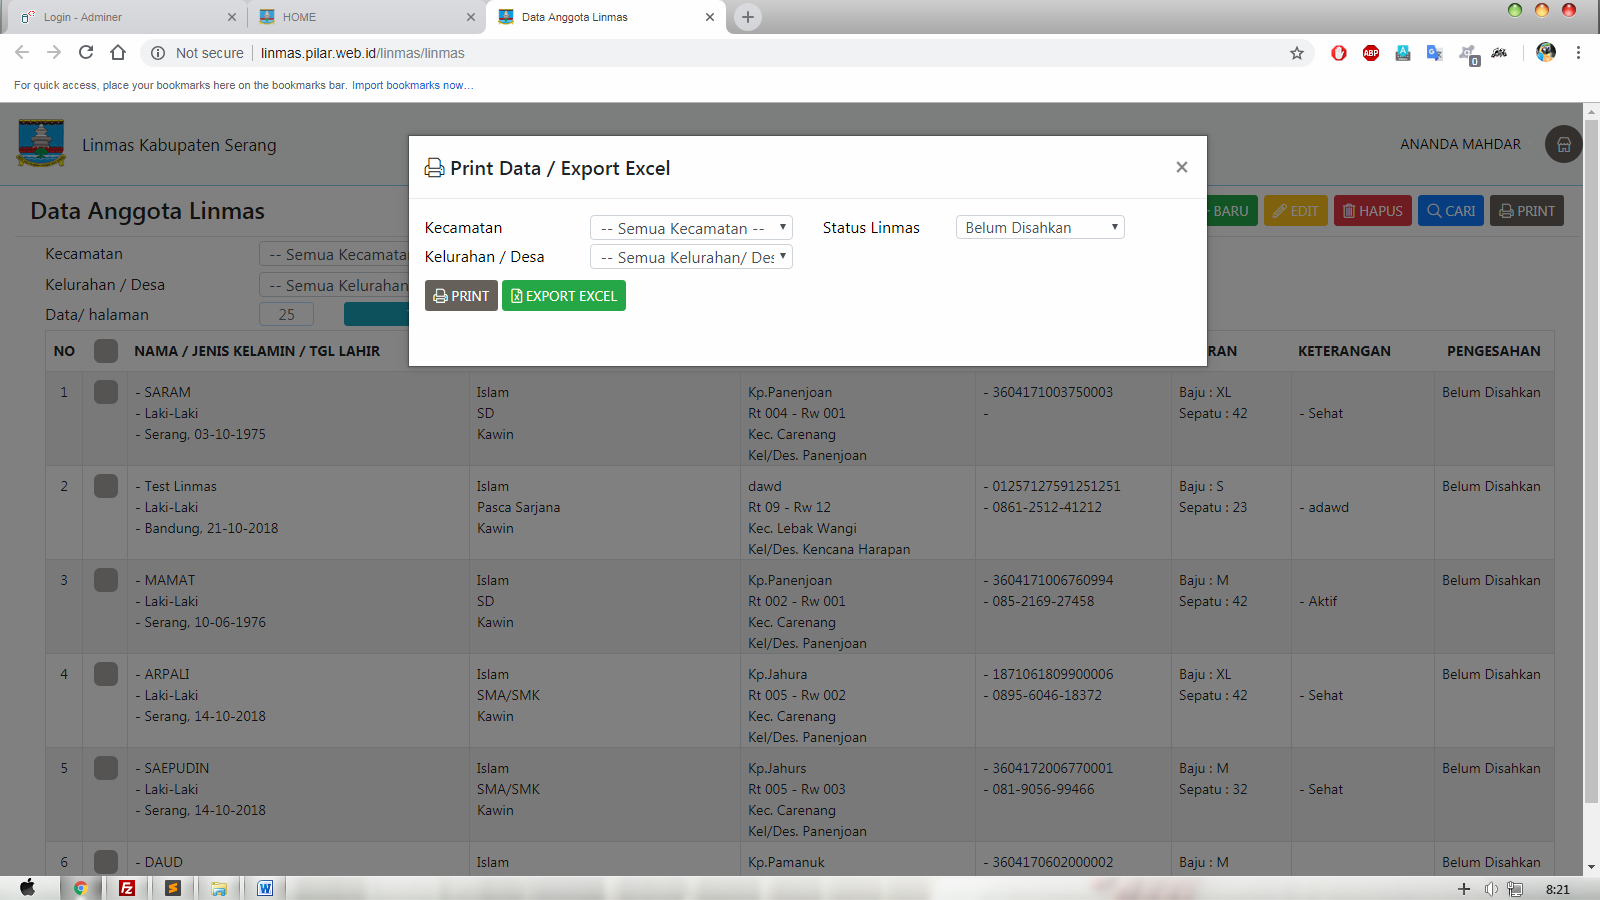 Login - Adminer
HOME
Data Anggota Linmas
Not secure
linmas.pilar.web.id/linmas/linmas
ABP
0
For quick access, place your bookmarks here on the bookmarks bar. Import bookmarks now...
Linmas Kabupaten Serang
ANANDA MAHDAR
Print Data / Export Excel
Kecamatan
-- Semua Kecamatan --
Status Linmas
Belum Disahkan
Kelurahan / Desa
-- Semua Kelurahan/ Des
PRINT
EXPORT EXCEL
Data Anggota Linmas
BARU
EDIT
HAPUS
CARI
PRINT
Kecamatan
-- Semua Kecamata
Kelurahan / Desa
-- Semua Kelurahan
Data/ halaman
25
NO NAMA / JENIS KELAMIN / TGL LAHIR RAN KETERANGAN PENGESAHAN
1 - SARAM Islam Kp.Panenjoan - 3604171003750003 Baju : XL Belum Disahkan
- Laki-Laki SD Rt 004 - Rw 001 - Sepatu : 42 - Sehat
- Serang, 03-10-1975 Kawin Kec. Carenang
Kel/Des. Panenjoan
2 - Test Linmas Islam dawd - 01257127591251251 Baju : S Belum Disahkan
- Laki-Laki Pasca Sarjana Rt 09 - Rw 12 - 0861-2512-41212 Sepatu : 23 - adawd
- Bandung, 21-10-2018 Kawin Kec. Lebak Wangi
Kel/Des. Kencana Harapan
3 - MAMAT Islam Kp.Panenjoan - 3604171006760994 Baju : M Belum Disahkan
- Laki-Laki SD Rt 002 - Rw 001 - 085-2169-27458 Sepatu : 42 - Aktif
- Serang, 10-06-1976 Kawin Kec. Carenang
Kel/Des. Panenjoan
4 - ARPALI Islam Kp.Jahura - 1871061809900006 Baju : XL Belum Disahkan
- Laki-Laki SMA/SMK Rt 005 - Rw 002 - 0895-6046-18372 Sepatu : 42 - Sehat
- Serang, 14-10-2018 Kawin Kec. Carenang
Kel/Des. Panenjoan
5 - SAEPUDIN Islam Kp.Jahurs - 3604172006770001 Baju : M Belum Disahkan
- Laki-Laki SMA/SMK Rt 005 - Rw 003 - 081-9056-99466 Sepatu : 32 - Sehat
- Serang, 14-10-2018 Kawin Kec. Carenang
Kel/Des. Panenjoan
6 - DAUD Islam Kp.Pamanuk - 3604170602000002 Baju : M Belum Disahkan
8:21